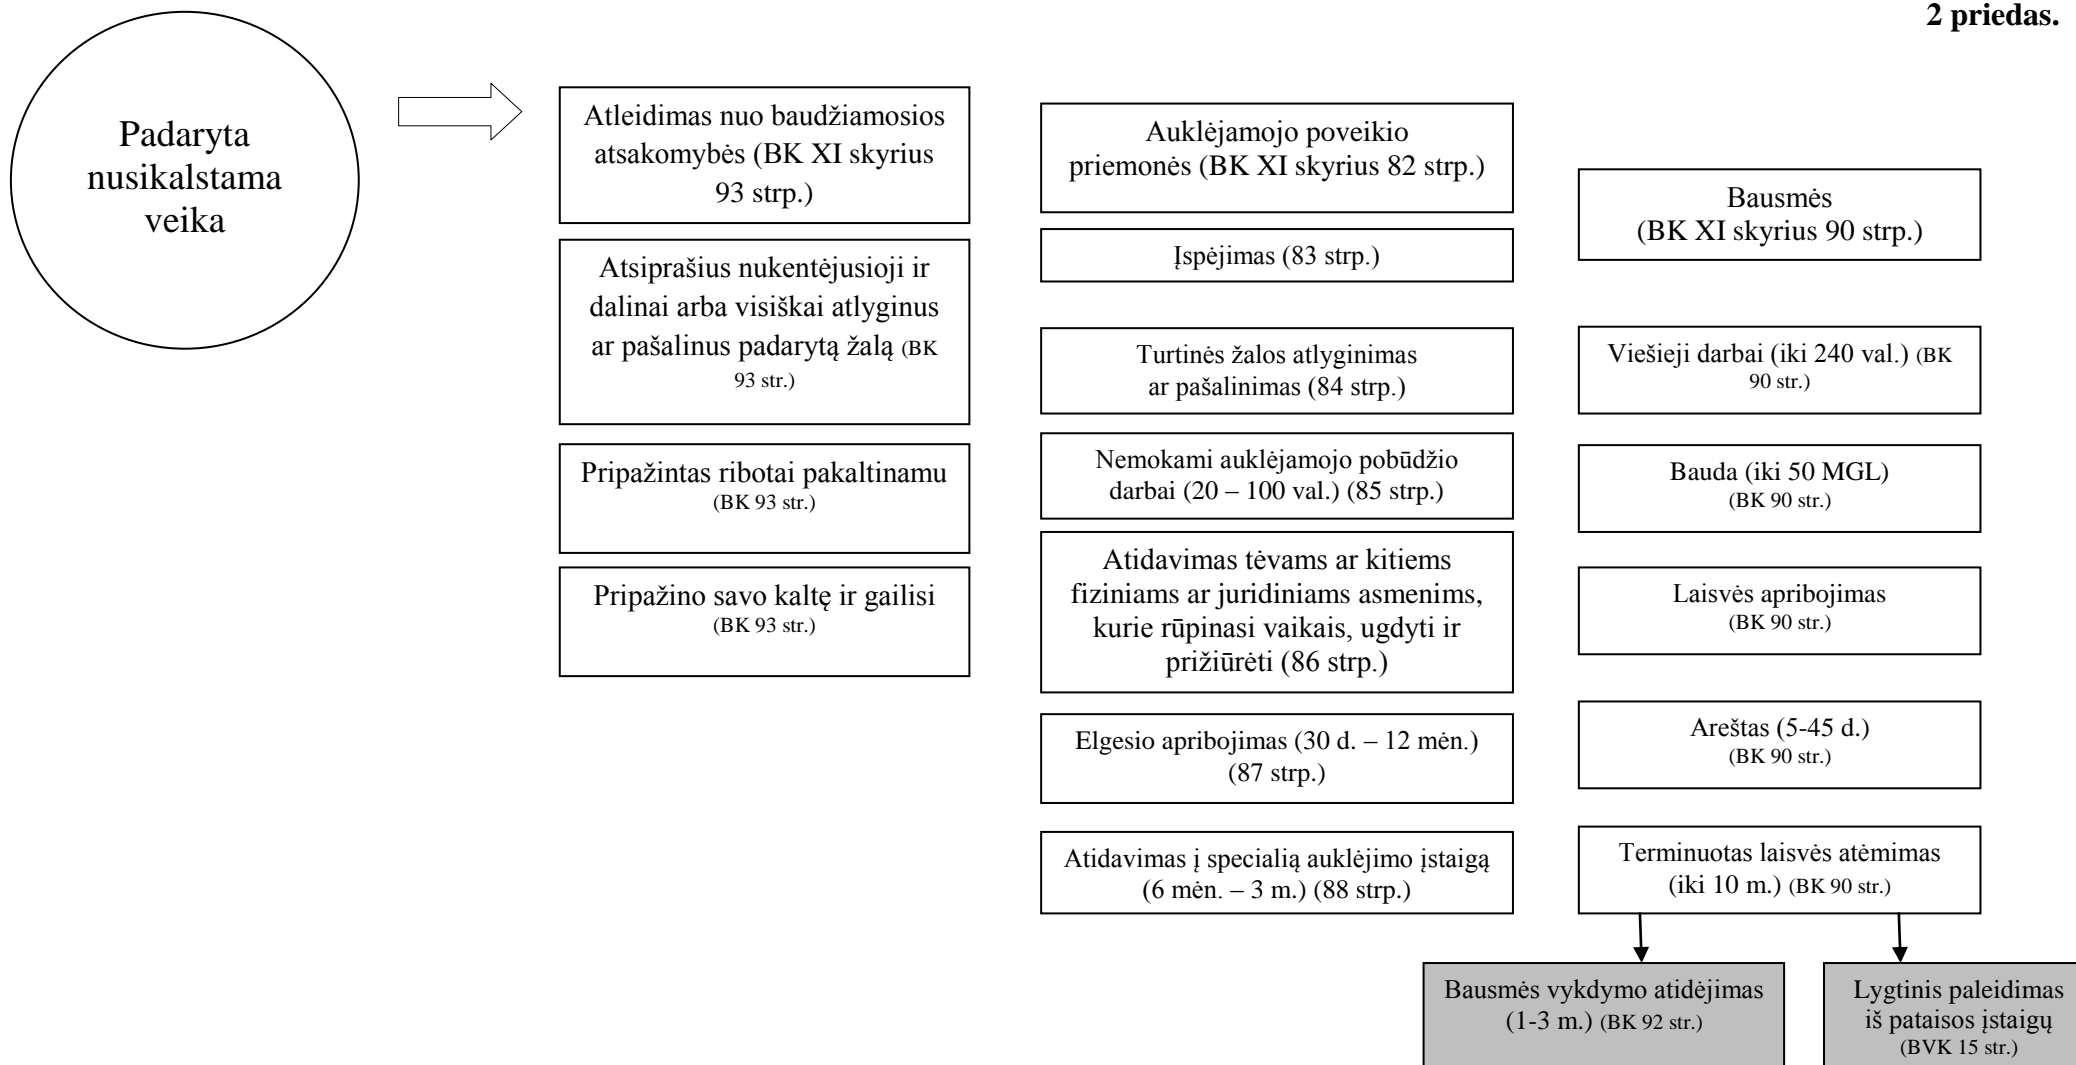 2 priedas.
Padaryta
nusikalstama
veika
Atleidimas nuo baudžiamosios
atsakomybės (BK XI skyrius
93 strp.)
Atsiprašius nukentėjusioji ir
dalinai arba visiškai atlyginus
ar pašalinus padarytą žalą (BK
93 str.)
Pripažintas ribotai pakaltinamu
(BK 93 str.)
Pripažino savo kaltę ir gailisi
(BK 93 str.)
Auklėjamojo poveikio
priemonės (BK XI skyrius 82 strp.)
Įspėjimas (83 strp.)
Turtinės žalos atlyginimas
ar pašalinimas (84 strp.)
Nemokami auklėjamojo pobūdžio
darbai (20 – 100 val.) (85 strp.)
Atidavimas tėvams ar kitiems
fiziniams ar juridiniams asmenims,
kurie rūpinasi vaikais, ugdyti ir
prižiūrėti (86 strp.)
Elgesio apribojimas (30 d. – 12 mėn.)
(87 strp.)
Atidavimas į specialią auklėjimo įstaigą
(6 mėn. – 3 m.) (88 strp.)
Bausmės
(BK XI skyrius 90 strp.)
Viešieji darbai (iki 240 val.) (BK
90 str.)
Bauda (iki 50 MGL)
(BK 90 str.)
Laisvės apribojimas
(BK 90 str.)
Areštas (5-45 d.)
(BK 90 str.)
Terminuotas laisvės atėmimas
(iki 10 m.) (BK 90 str.)
Bausmės vykdymo atidėjimas
(1-3 m.) (BK 92 str.)
Lygtinis paleidimas
iš pataisos įstaigų
(BVK 15 str.)